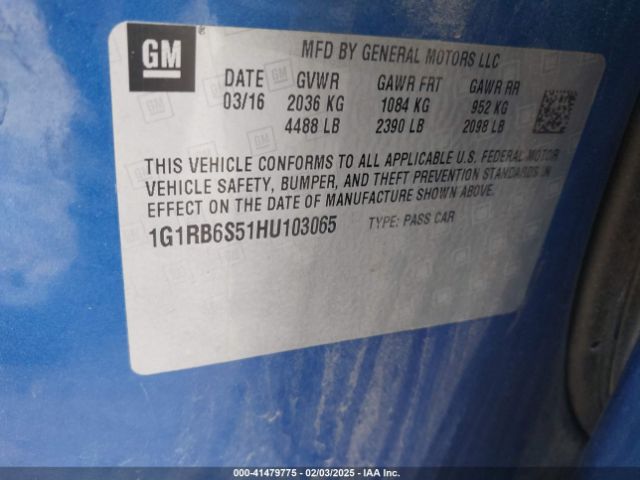 GM
MFD BY GENERAL MOTORS LLC
DATE GVWR GAWR FRT GAWR RR
03/16 2036 KG 1084 KG 952 KG
4488 LB 2390 LB 2098 LB
THIS VEHICLE CONFORMS TO ALL APPLICABLE U.S. FEDERAL MOTOR
VEHICLE SAFETY, BUMPER, AND THEFT PREVENTION STANDARDS IN
EFFECT ON THE DATE OF MANUFACTURE SHOWN ABOVE.
1G1RB6S51HU103065 TYPE: PASS CAR
000-41479775 - 02/03/2025 - IAA Inc.